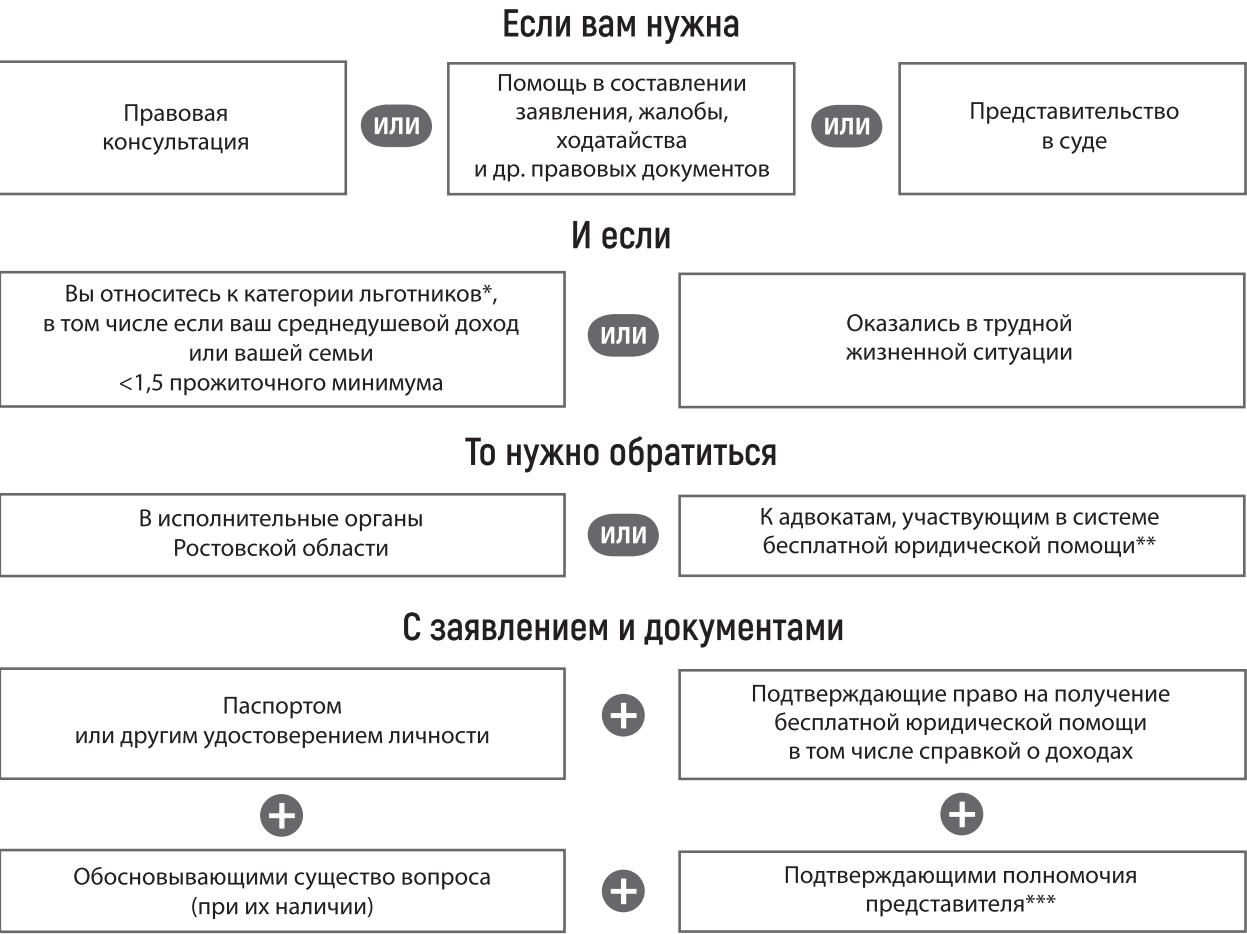 Если вам нужна
Правовая
консультация
ИЛИ
Помощь в составлении
заявления, жалобы,
ходатайства
и др. правовых документов
ИЛИ
Представительство
в суде
И если
Вы относитесь к категории льготников*,
в том числе если ваш среднедушевой доход
или вашей семьи
<1,5 прожиточного минимума
ИЛИ
Оказались в трудной
жизненной ситуации
То нужно обратиться
В исполнительные органы
Ростовской области
ИЛИ
К адвокатам, участвующим в системе
бесплатной юридической помощи**
С заявлением и документами
Паспортом
или другим удостоверением личности
+
Подтверждающие право на получение
бесплатной юридической помощи
в том числе справкой о доходах
+
+
Обосновывающими существо вопроса
(при их наличии)
+
Подтверждающими полномочия
представителя***